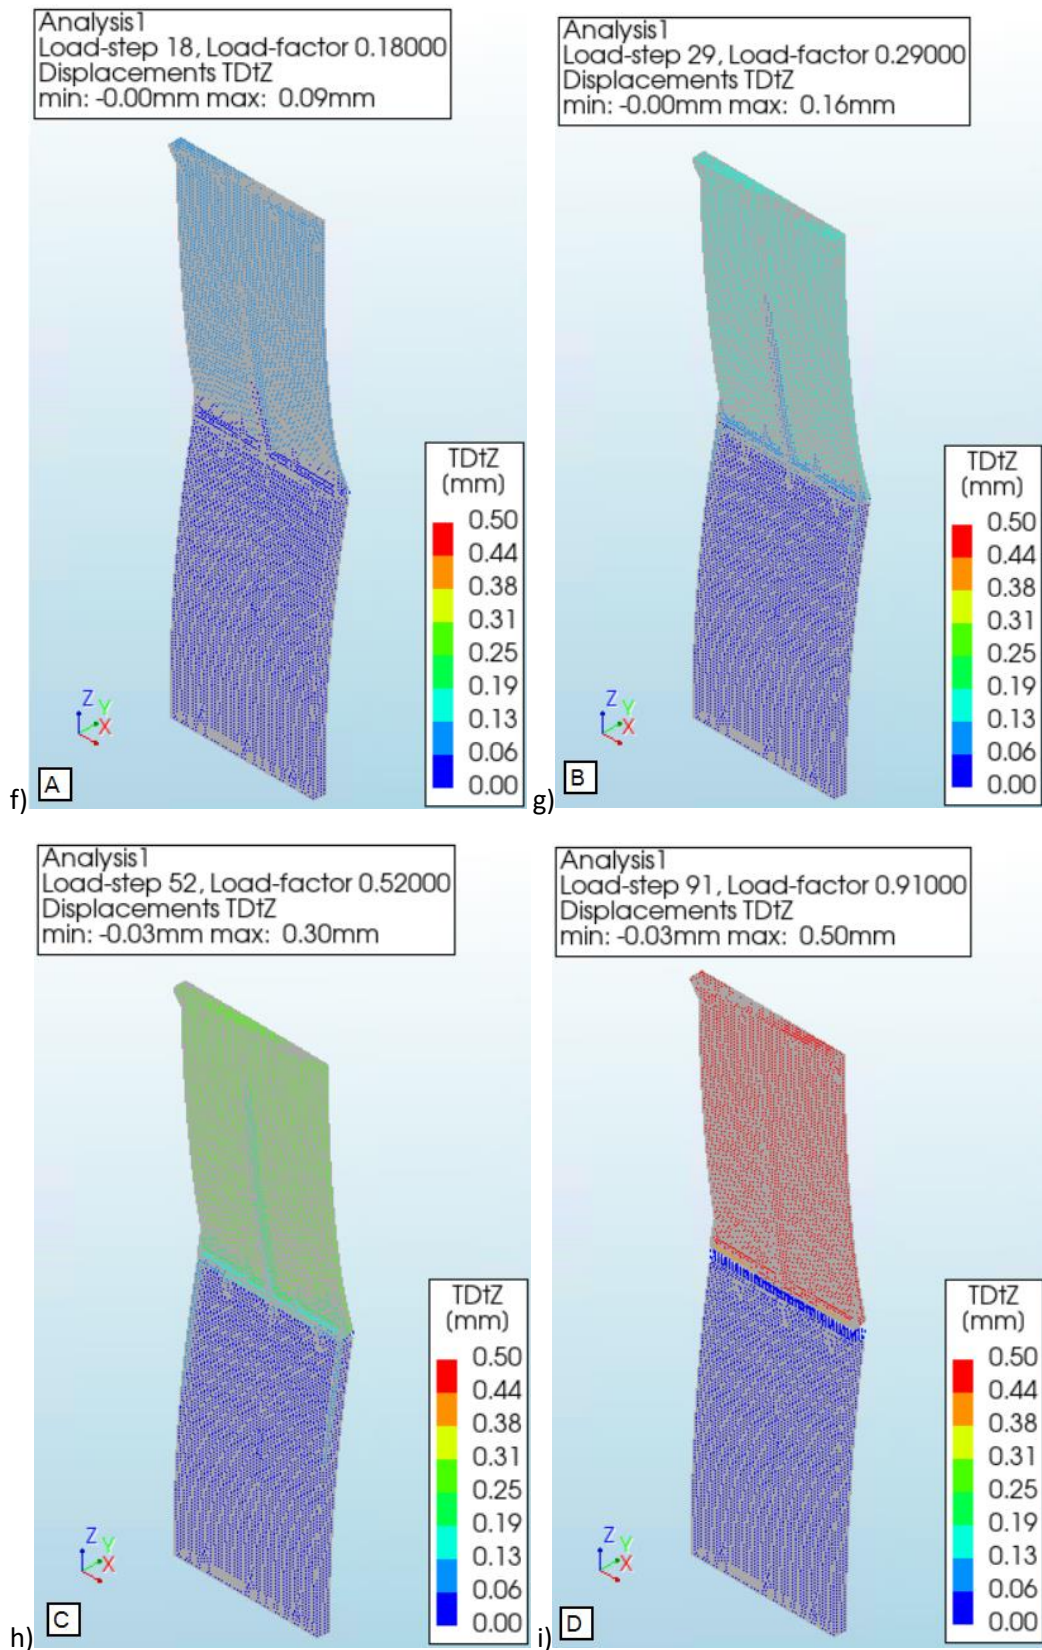 Analysis1
Load-step 18, Load-factor 0.18000
Displacements TDtZ
min: -0.00mm max: 0.09mm
TDtZ
(mm)
0.50
0.44
0.38
0.31
0.25
0.19
0.13
0.06
0.00
Z
Y
X
f) A
Analysis1
Load-step 29, Load-factor 0.29000
Displacements TDtZ
min: -0.00mm max: 0.16mm
TDtZ
(mm)
0.50
0.44
0.38
0.31
0.25
0.19
0.13
0.06
0.00
Z
Y
X
g) B
Analysis1
Load-step 52, Load-factor 0.52000
Displacements TDtZ
min: -0.03mm max: 0.30mm
TDtZ
(mm)
0.50
0.44
0.38
0.31
0.25
0.19
0.13
0.06
0.00
Z
Y
X
h) C
Analysis1
Load-step 91, Load-factor 0.91000
Displacements TDtZ
min: -0.03mm max: 0.50mm
TDtZ
(mm)
0.50
0.44
0.38
0.31
0.25
0.19
0.13
0.06
0.00
Z
Y
X
i) D